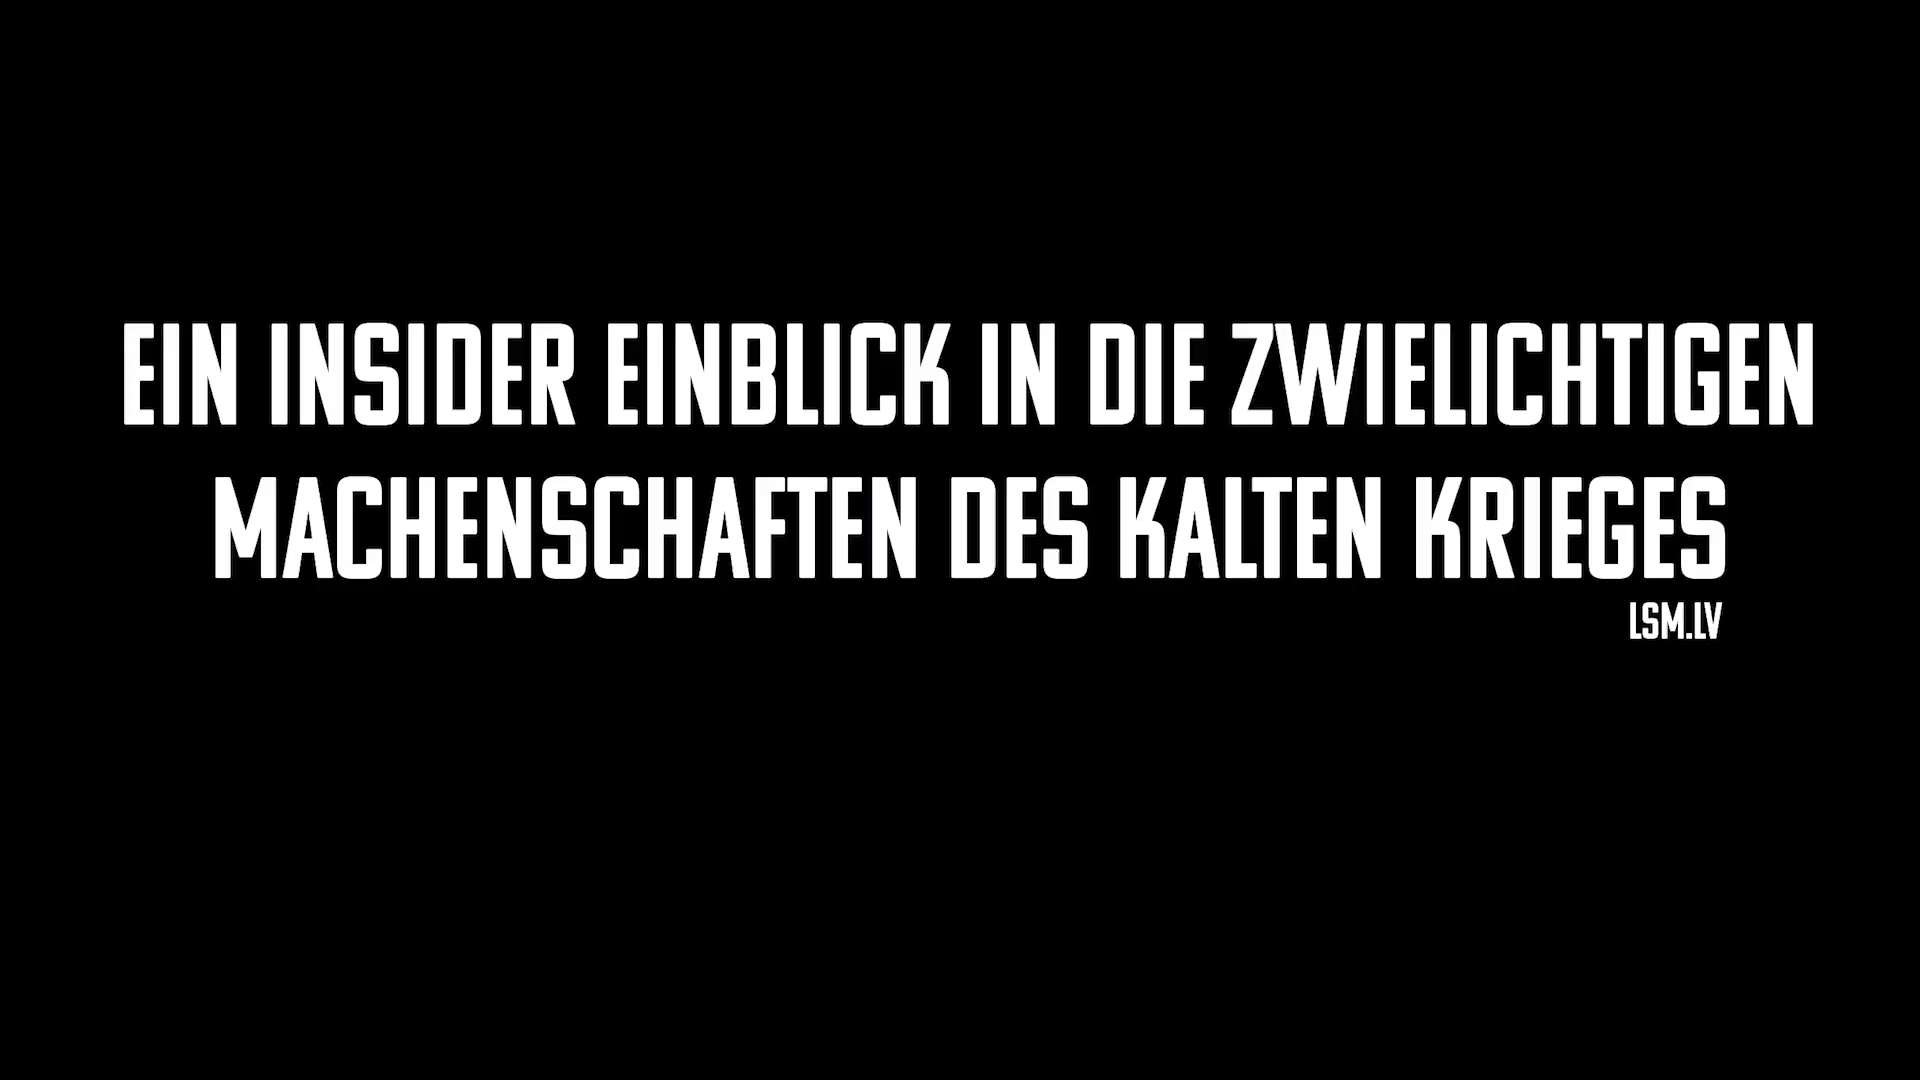 EIN INSIDER EINBLICK IN DIE ZWIELICHTIGEN
MACHENSCHAFTEN DES KALTEN KRIEGES
LSM.LV